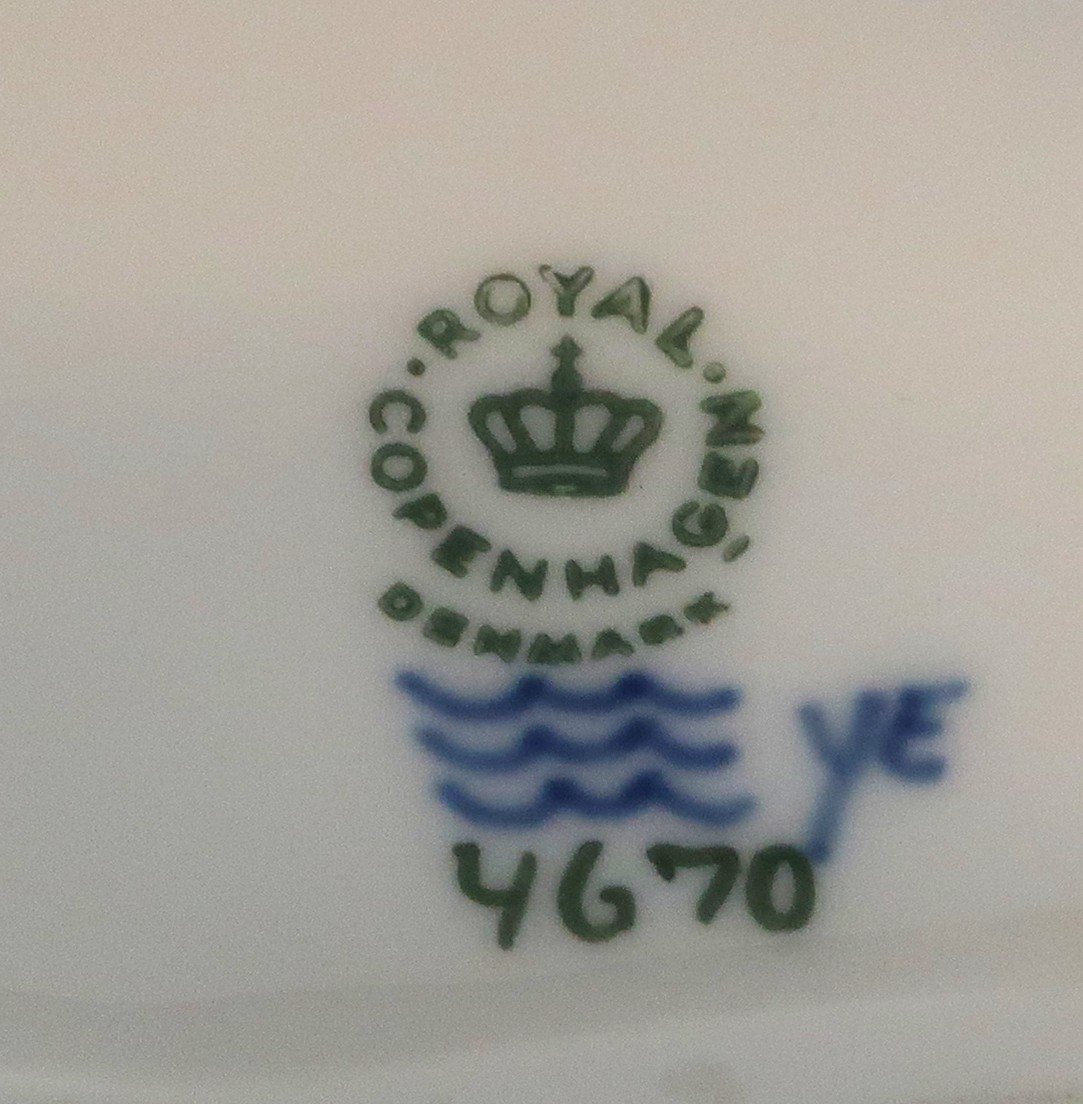 ROYAL
COPENHAGEN
DENMARK
YE
4670